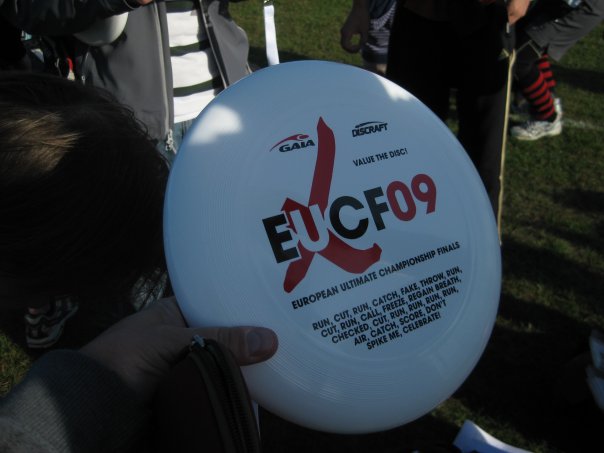 GAIA DISCRAFT
VALUE THE DISC!
EUCF09
EUROPEAN ULTIMATE CHAMPIONSHIP FINALS
RUN, CUT, RUN, CATCH, FAKE, THROW, RUN,
CUT, RUN, CALL, FREEZE, REGAIN BREATH,
CHECKED, CUT, RUN, RUN, RUN, RUN,
AIR, CATCH, SCORE, DON'T
SPIKE ME, CELEBRATE!